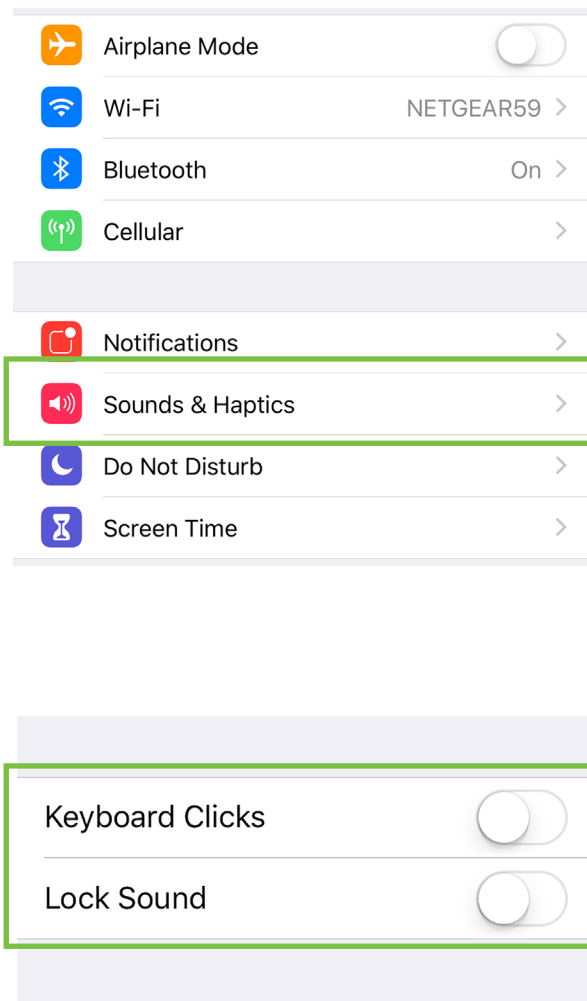 Airplane Mode
Wi-Fi NETGEAR59
Bluetooth On
Cellular
Notifications
Sounds & Haptics
Do Not Disturb
Screen Time
Keyboard Clicks
Lock Sound